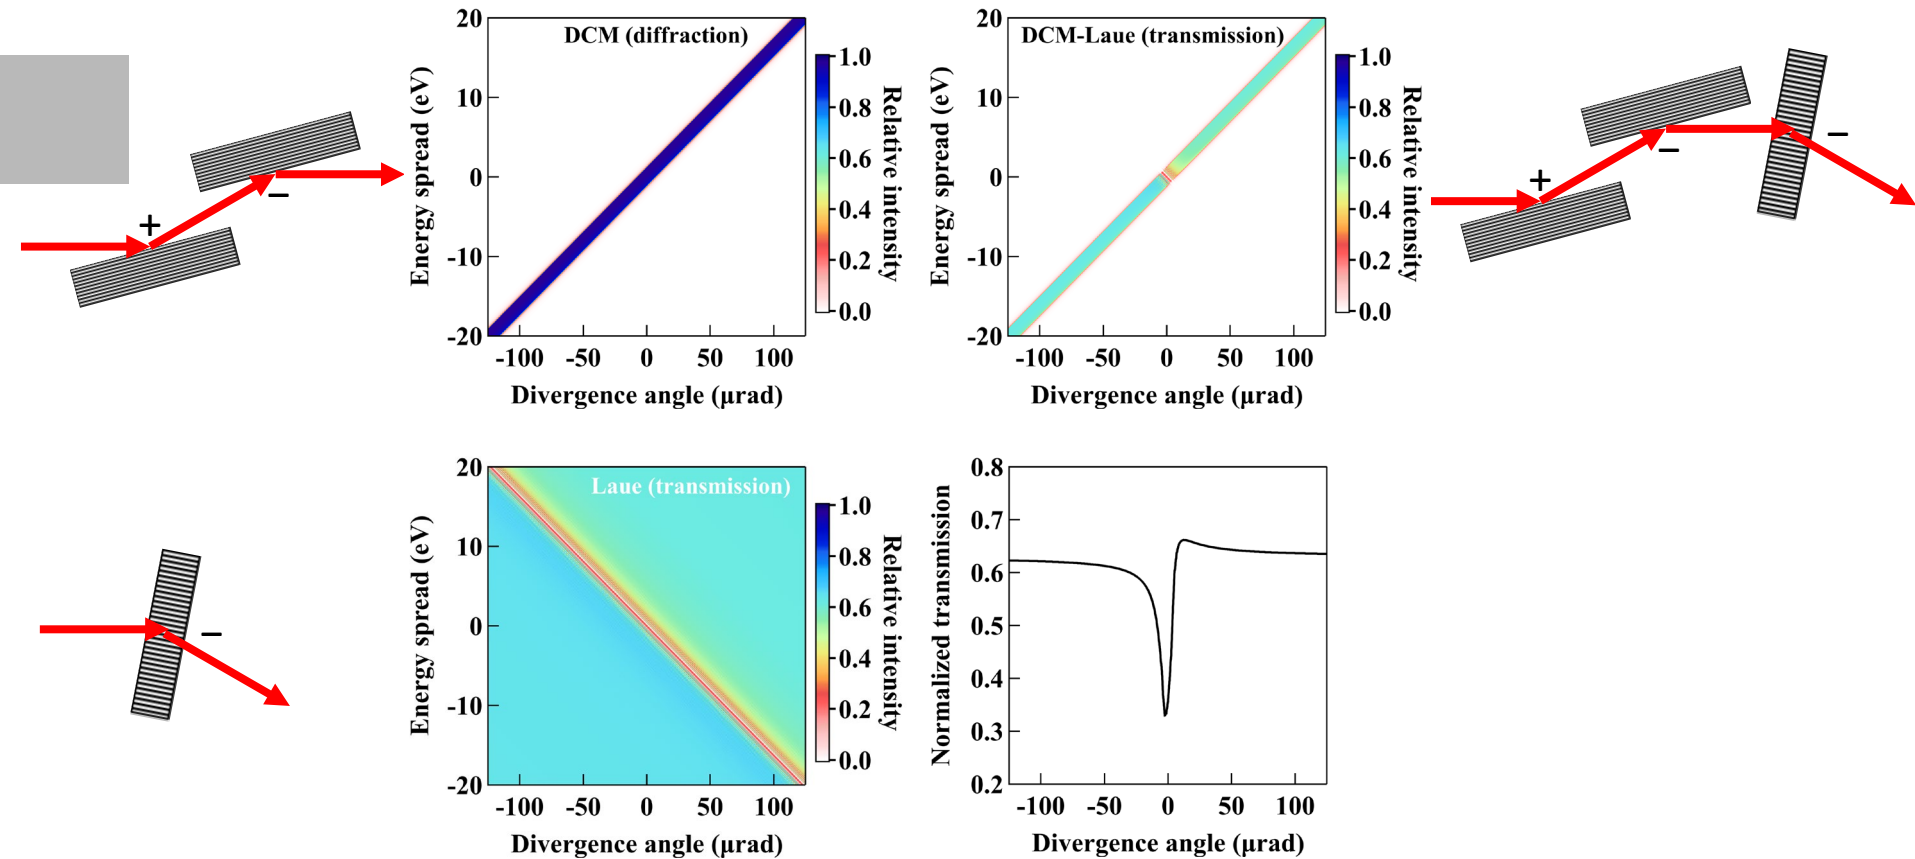 DCM (diffraction)
Energy spread (eV)
20
10
0
-10
-20
-100 -50 0 50 100
Divergence angle (μrad)
1.0
0.8
0.6
0.4
0.2
0.0
Relative intensity
+
−
DCM-Laue (transmission)
Energy spread (eV)
20
10
0
-10
-20
-100 -50 0 50 100
Divergence angle (μrad)
1.0
0.8
0.6
0.4
0.2
0.0
Relative intensity
+
−
−
Laue (transmission)
Energy spread (eV)
20
10
0
-10
-20
-100 -50 0 50 100
Divergence angle (μrad)
1.0
0.8
0.6
0.4
0.2
0.0
Relative intensity
−
Normalized transmission
0.8
0.7
0.6
0.5
0.4
0.3
0.2
-100 -50 0 50 100
Divergence angle (μrad)